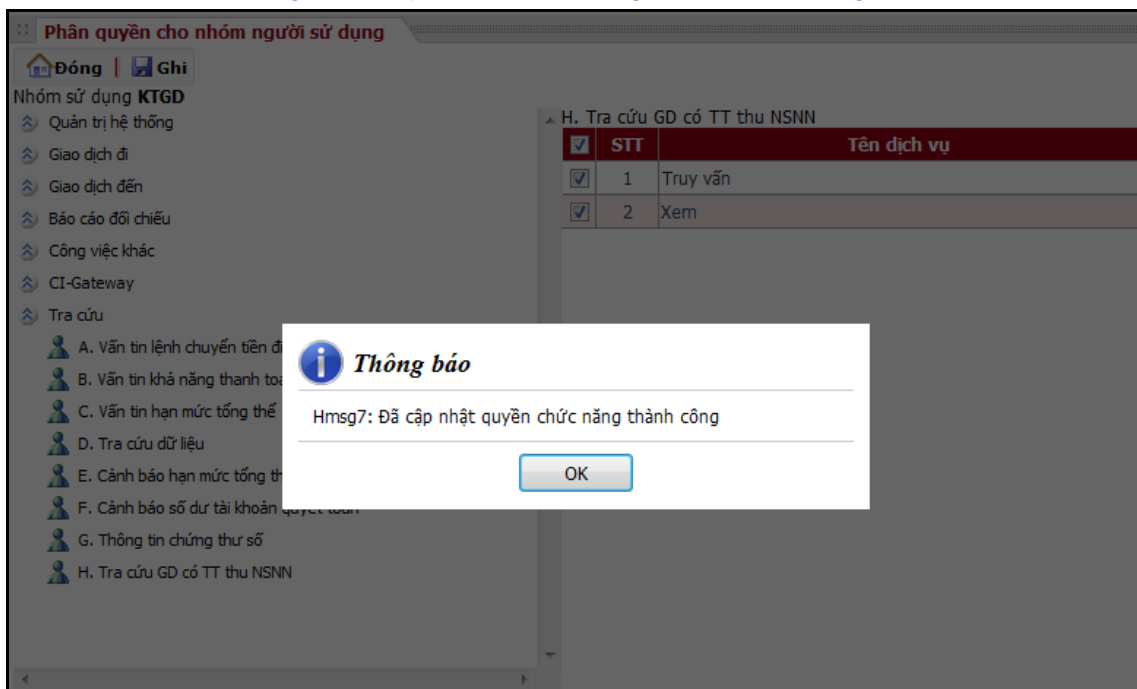 Phân quyền cho nhóm người sử dụng
Đóng | Ghi
Nhóm sử dụng KTGD
Quản trị hệ thống
Giao dịch đi
Giao dịch đến
Báo cáo đối chiếu
Công việc khác
CI-Gateway
Tra cứu
A. Vấn tin lệnh chuyển tiền đi
B. Vấn tin khả năng thanh toá
C. Vấn tin hạn mức tổng thể
D. Tra cứu dữ liệu
E. Cảnh báo hạn mức tổng th
F. Cảnh báo số dư tài khoản quyết toán
G. Thông tin chứng thư số
H. Tra cứu GD có TT thu NSNN
H. Tra cứu GD có TT thu NSNN
STT Tên dịch vụ
1 Truy vấn
2 Xem
Thông báo
Hmsg7: Đã cập nhật quyền chức năng thành công
OK